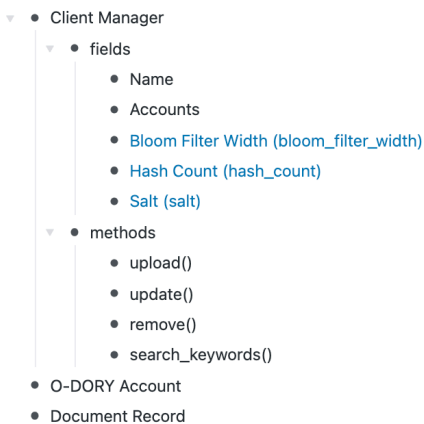 Client Manager
fields
Name
Accounts
Bloom Filter Width (bloom_filter_width)
Hash Count (hash_count)
Salt (salt)
methods
upload()
update()
remove()
search_keywords()
O-DORY Account
Document Record